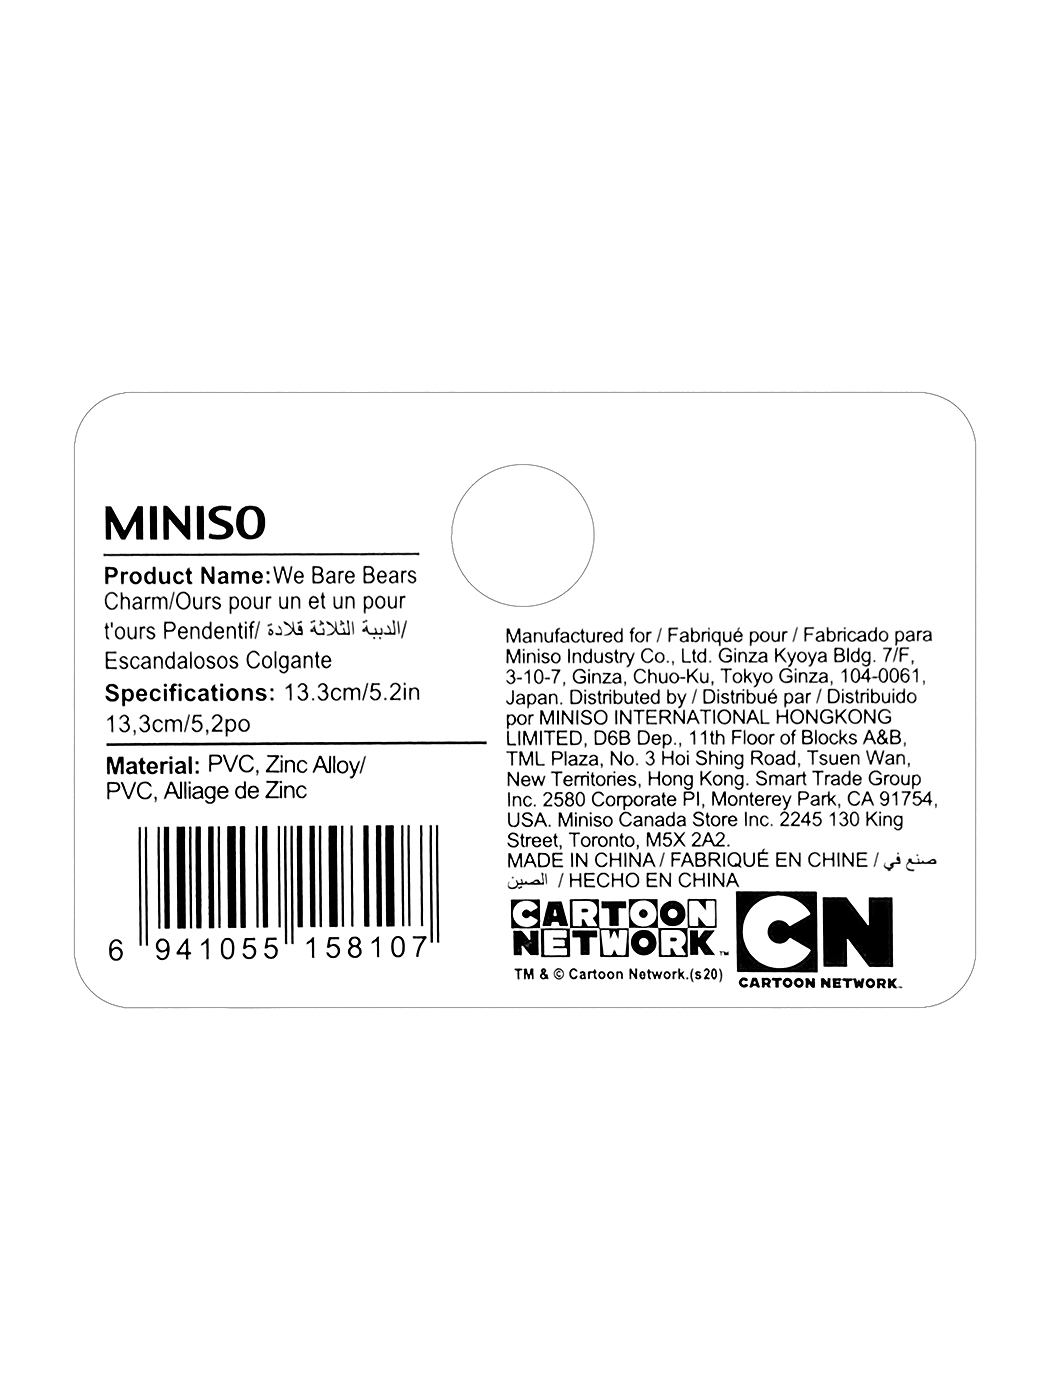 MINISO
Product Name:We Bare Bears
Charm/Ours pour un et un pour
t'ours Pendentif/ الدببة الثلاثة قلادة/
Escandalosos Colgante
Specifications: 13.3cm/5.2in
13,3cm/5,2po
Material: PVC, Zinc Alloy/
PVC, Alliage de Zinc
6 941055 158107
Manufactured for / Fabriqué pour / Fabricado para
Miniso Industry Co., Ltd. Ginza Kyoya Bldg. 7/F,
3-10-7, Ginza, Chuo-Ku, Tokyo Ginza, 104-0061,
Japan. Distributed by / Distribué par / Distribuido
por MINISO INTERNATIONAL HONGKONG
LIMITED, D6B Dep., 11th Floor of Blocks A&B,
TML Plaza, No. 3 Hoi Shing Road, Tsuen Wan,
New Territories, Hong Kong. Smart Trade Group
Inc. 2580 Corporate Pl, Monterey Park, CA 91754,
USA. Miniso Canada Store Inc. 2245 130 King
Street, Toronto, M5X 2A2.
MADE IN CHINA / FABRIQUÉ EN CHINE / صنع في
الصين / HECHO EN CHINA
CARTOON
NETWORK™
TM & © Cartoon Network.(s20)
CN
CARTOON NETWORK™